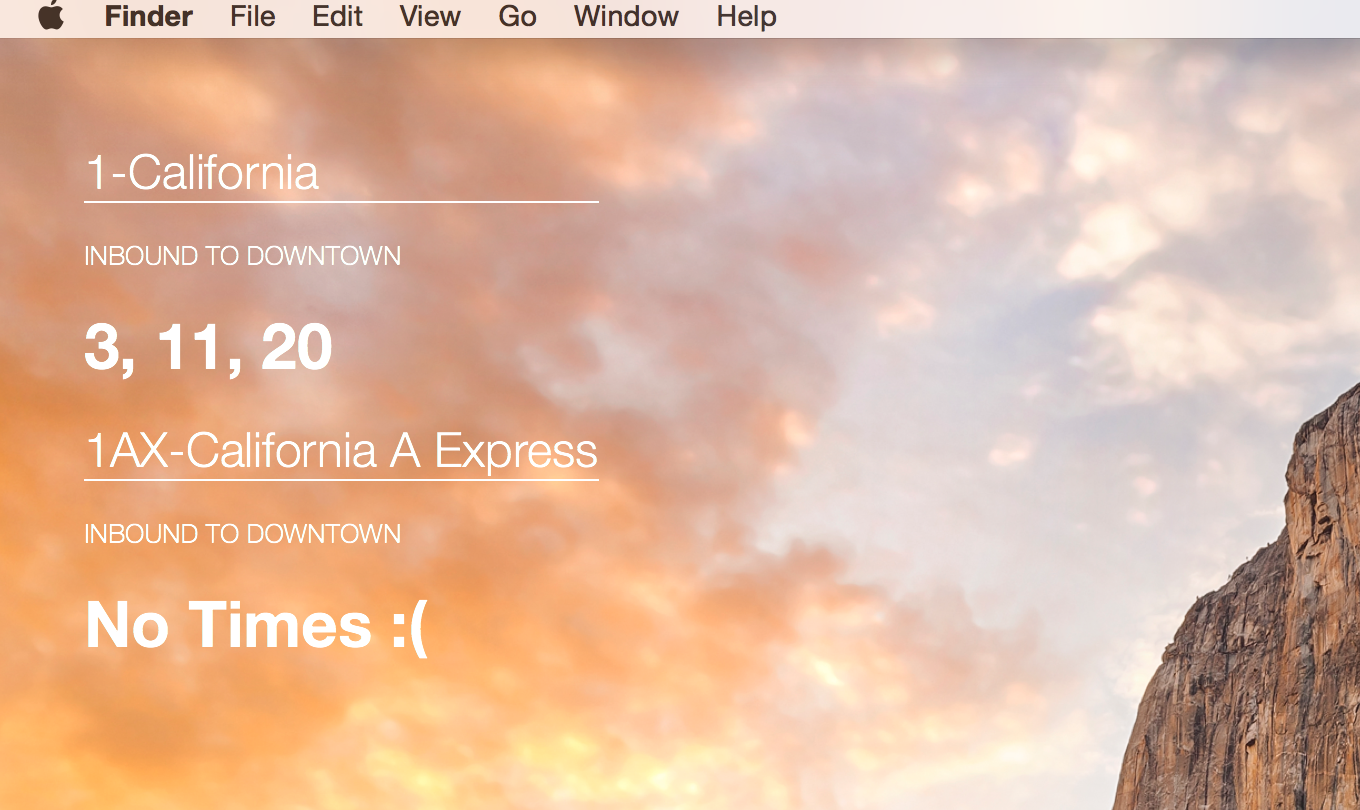 Finder File Edit View Go Window Help
1-California
INBOUND TO DOWNTOWN
3, 11, 20
1AX-California A Express
INBOUND TO DOWNTOWN
No Times :(